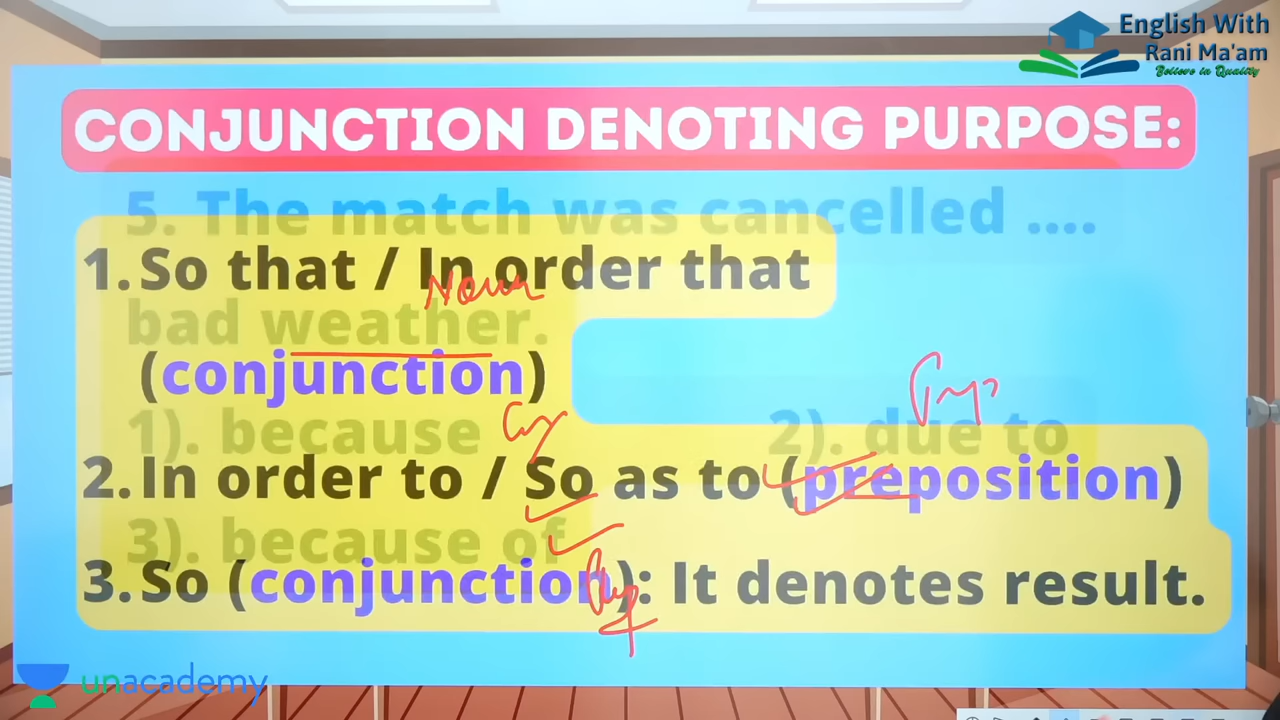 English With
Rani Ma'am
Believe in Quality
CONJUNCTION DENOTING PURPOSE:
5. The match was cancelled ....
1. So that / In order that
Noun
bad weather.
(conjunction)
Prep
1). because
2). due to
2. In order to / So as to (preposition)
3). because of
3. So (conjunction): It denotes result.
unacademy